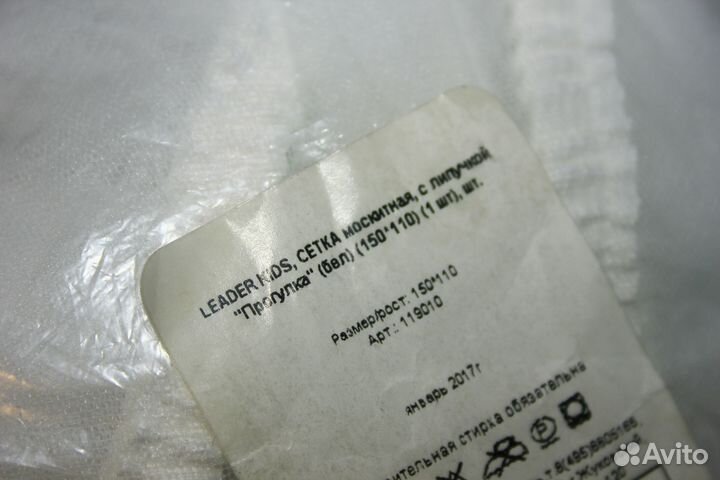 LEADER KIDS, СЕТКА москитная, с липучкой
"Прогулка" (бел) (150*110) (1 шт), шт.
Размер/рост: 150*110
Арт.: 119010
январь 2017г
стирка обязательна
Avito